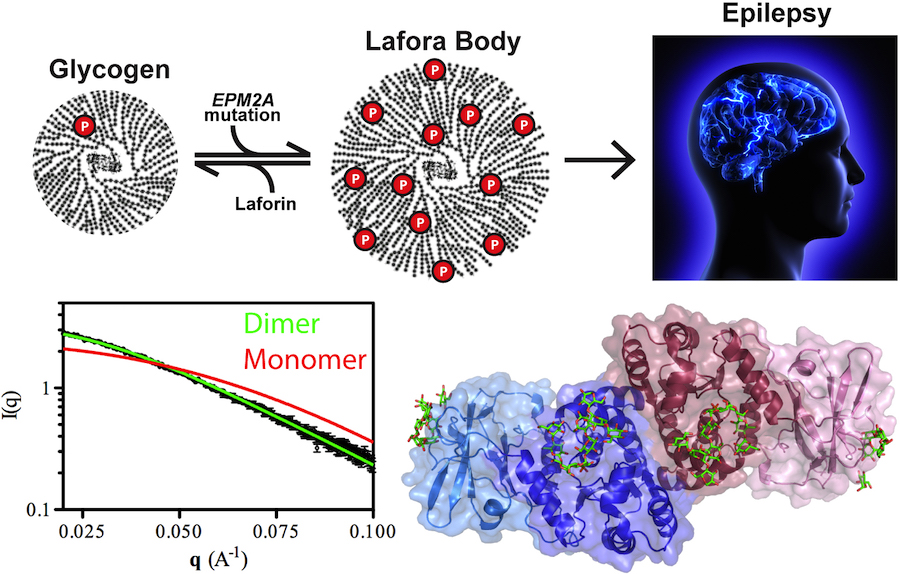 Epilepsy
Lafora Body
Glycogen
EPM2A
mutation
Laforin
P
P
P
P
P
P
P
P
P
P
P
P
P
Dimer
Monomer
I(q)
1
0.1
0.025
0.050
0.075
0.100
q (A-1)